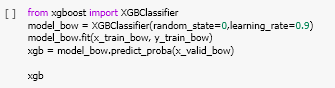 [ ] from xgboost import XGBClassifier
model_bow = XGBClassifier(random_state=0,learning_rate=0.9)
model_bow.fit(x_train_bow, y_train_bow)
xgb = model_bow.predict_proba(x_valid_bow)
xgb